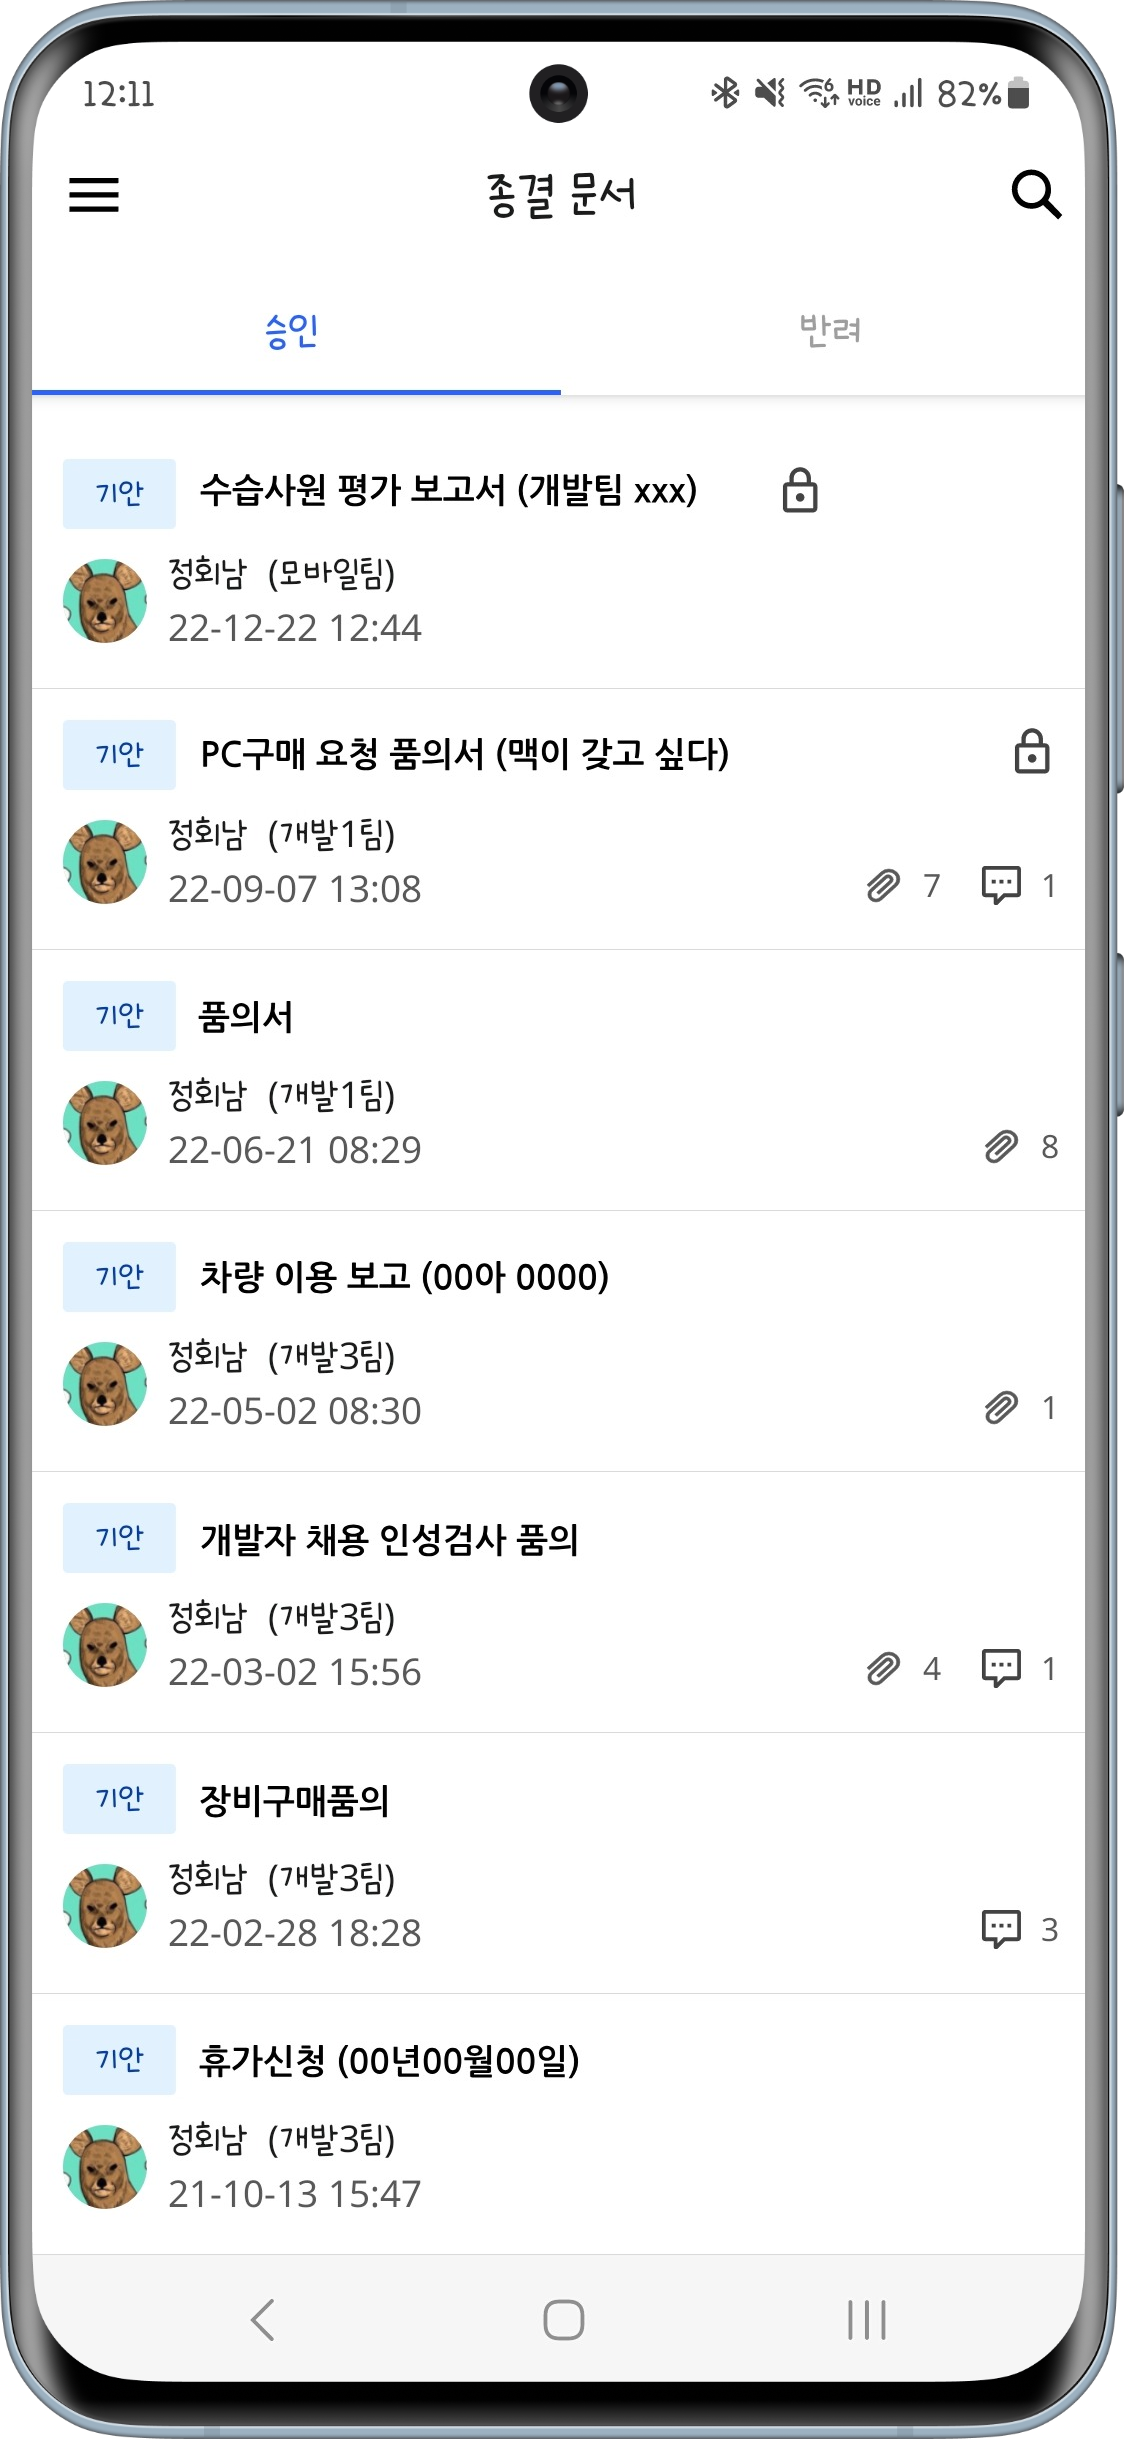 12:11
HD voice
82%
종결 문서
승인
반려
기안 수습사원 평가 보고서 (개발팀 xxx)
정회남 (모바일팀)
22-12-22 12:44
기안 PC구매 요청 품의서 (맥이 갖고 싶다)
정회남 (개발1팀)
22-09-07 13:08
7 1
기안 품의서
정회남 (개발1팀)
22-06-21 08:29
8
기안 차량 이용 보고 (00아 0000)
정회남 (개발3팀)
22-05-02 08:30
1
기안 개발자 채용 인성검사 품의
정회남 (개발3팀)
22-03-02 15:56
4 1
기안 장비구매품의
정회남 (개발3팀)
22-02-28 18:28
3
기안 휴가신청 (00년00월00일)
정회남 (개발3팀)
21-10-13 15:47